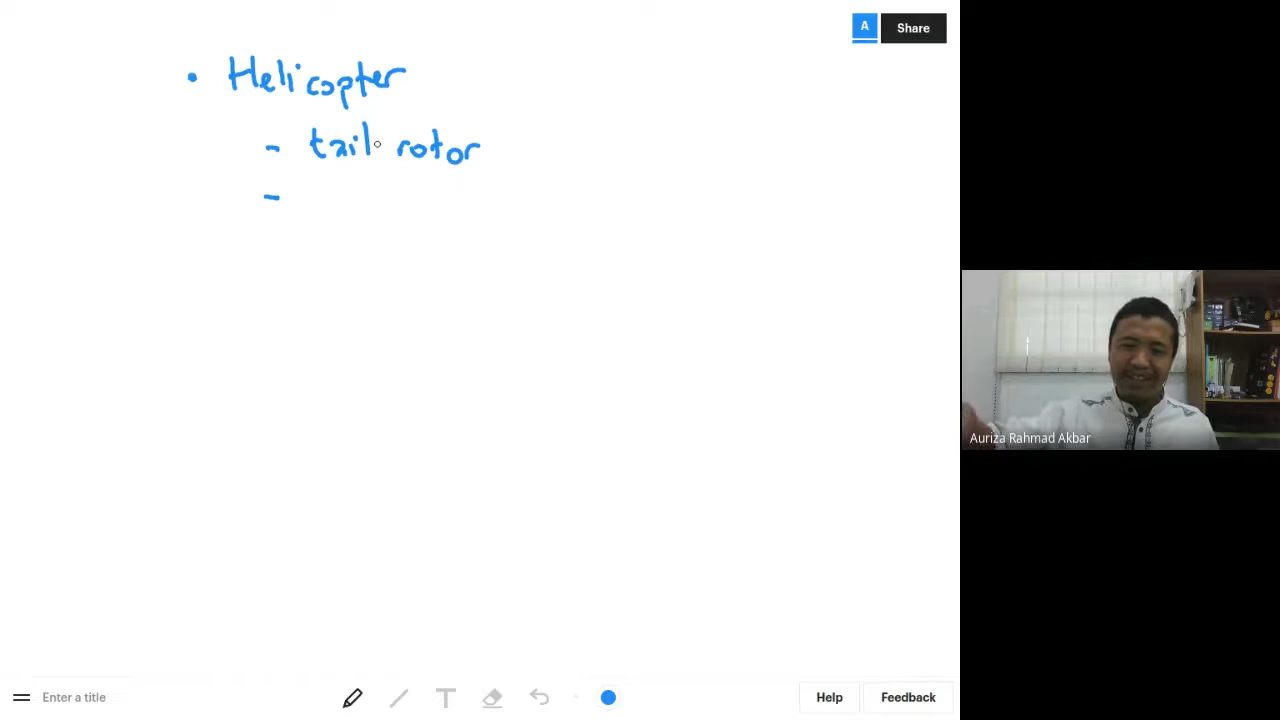 A Share
• Helicopter
- tail rotor
-
Auriza Rahmad Akbar
Enter a title
T
Help Feedback